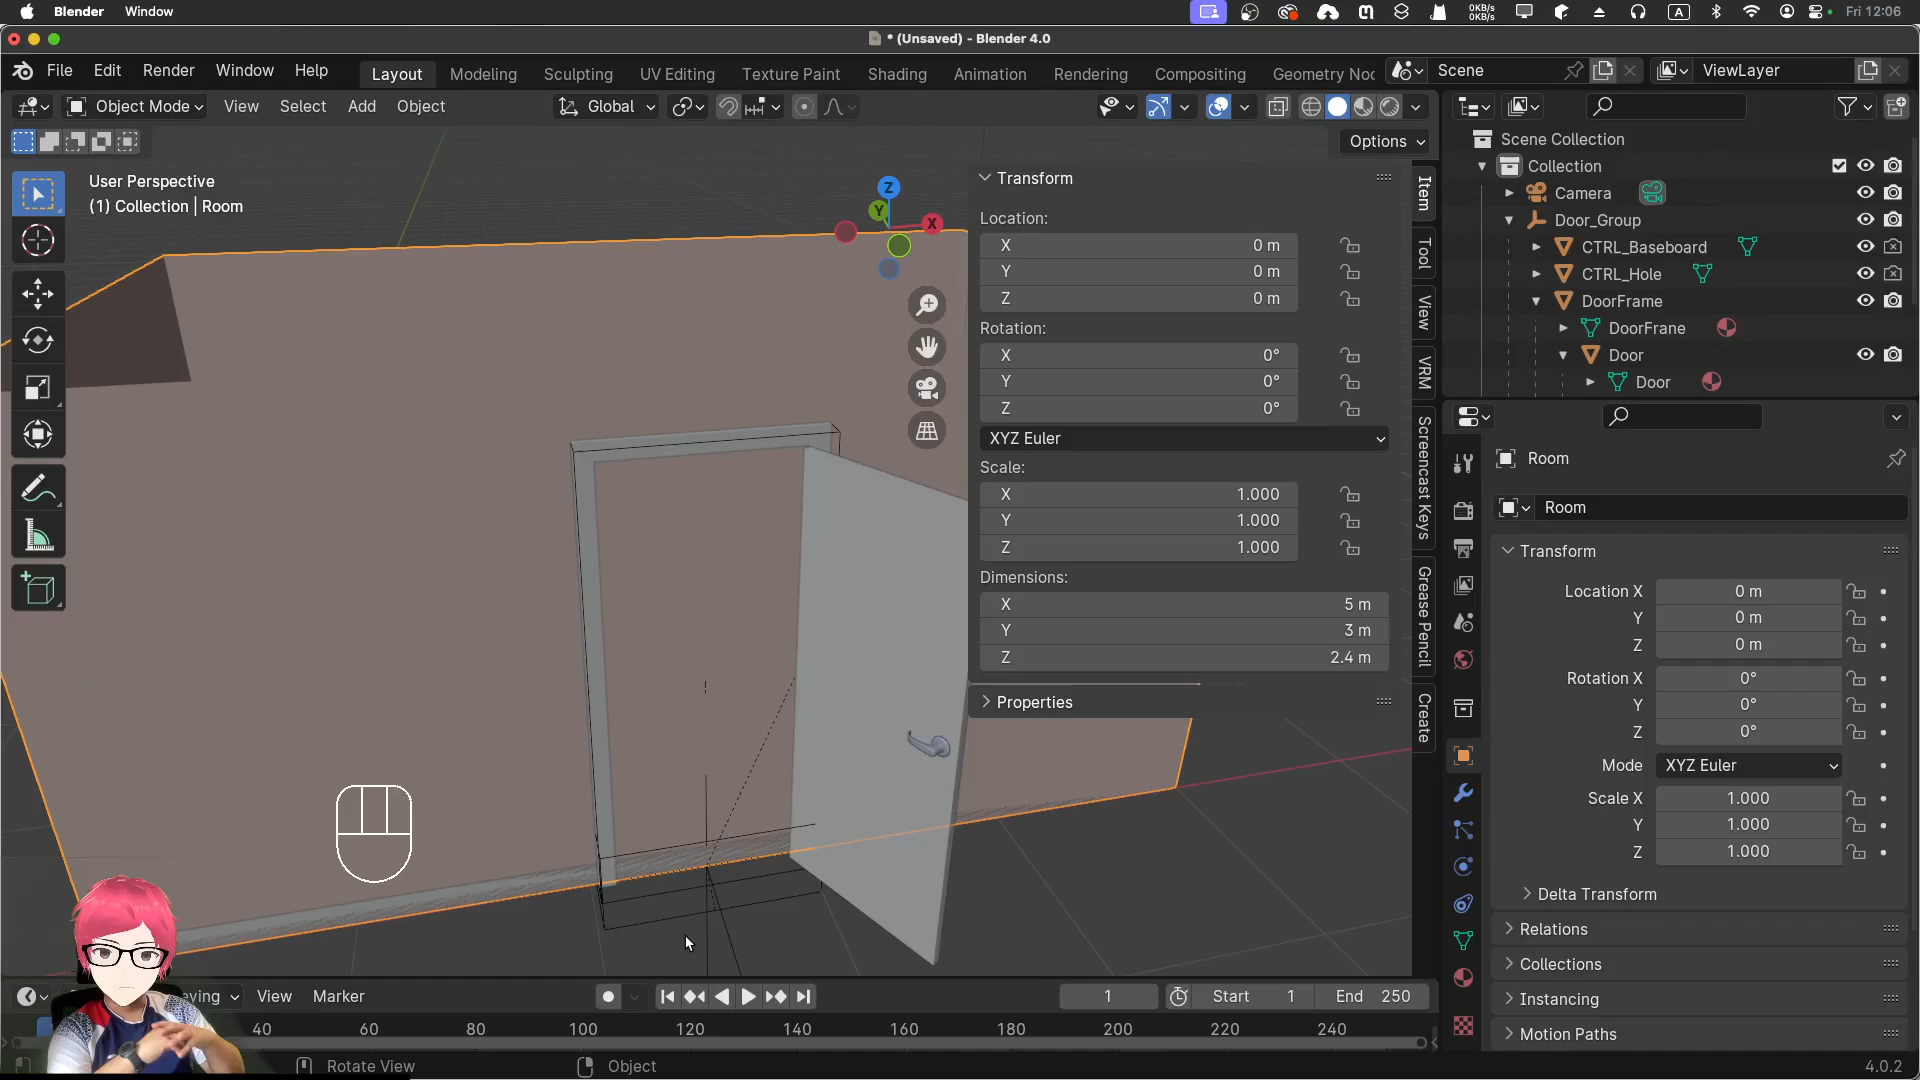 Blender Window
0KB/s
0KB/s
A
Fri 12:06
* (Unsaved) - Blender 4.0
File Edit Render Window Help
Layout Modeling Sculpting UV Editing Texture Paint Shading Animation Rendering Compositing Geometry Noc
Scene
ViewLayer
Object Mode
View Select Add Object
Global
Options
User Perspective
(1) Collection | Room
Z
Y
X
Transform
Location:
X 0 m
Y 0 m
Z 0 m
Rotation:
X 0°
Y 0°
Z 0°
XYZ Euler
Scale:
X 1.000
Y 1.000
Z 1.000
Dimensions:
X 5 m
Y 3 m
Z 2.4 m
Properties
Item
Tool
View
VRM
Screencast Keys
Grease Pencil
Create
Scene Collection
Collection
Camera
Door_Group
CTRL_Baseboard
CTRL_Hole
DoorFrame
DoorFrane
Door
Door
Room
Room
Transform
Location X 0 m
Y 0 m
Z 0 m
Rotation X 0°
Y 0°
Z 0°
Mode XYZ Euler
Scale X 1.000
Y 1.000
Z 1.000
Delta Transform
Relations
Collections
Instancing
Motion Paths
eying View Marker
1
Start 1
End 250
40 60 80 100 120 140 160 180 200 220 240
Rotate View
Object
4.0.2